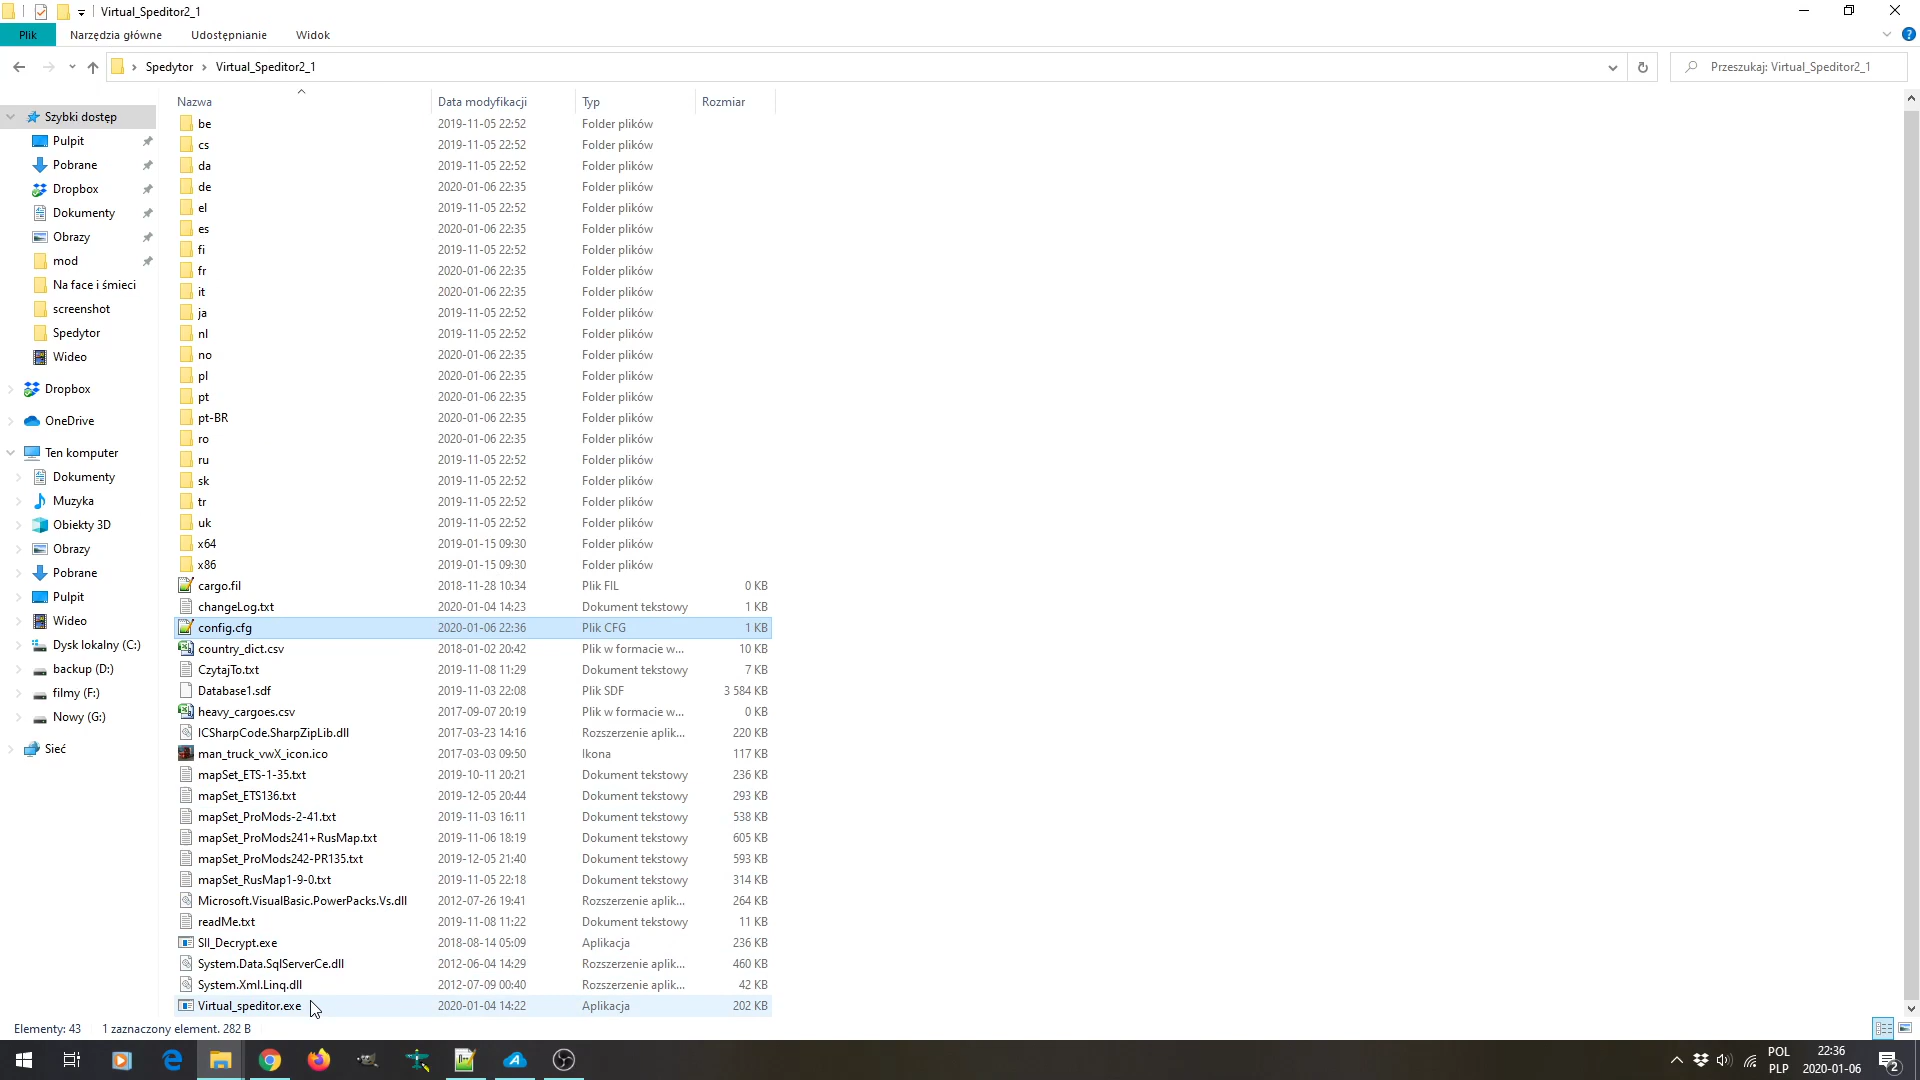 Virtual_Speditor2_1
Plik Narzędzia główne Udostępnianie Widok
Spedytor Virtual_Speditor2_1 Przeszukaj: Virtual_Speditor2_1
Szybki dostęp
Pulpit
Pobrane
Dropbox
Dokumenty
Obrazy
mod
Na face i śmieci
screenshot
Spedytor
Wideo
Dropbox
OneDrive
Ten komputer
Dokumenty
Muzyka
Obiekty 3D
Obrazy
Pobrane
Pulpit
Wideo
Dysk lokalny (C:)
backup (D:)
filmy (F:)
Nowy (G:)
Sieć
Nazwa Data modyfikacji Typ Rozmiar
be 2019-11-05 22:52 Folder plików
cs 2019-11-05 22:52 Folder plików
da 2019-11-05 22:52 Folder plików
de 2020-01-06 22:35 Folder plików
el 2019-11-05 22:52 Folder plików
es 2020-01-06 22:35 Folder plików
fi 2019-11-05 22:52 Folder plików
fr 2020-01-06 22:35 Folder plików
it 2020-01-06 22:35 Folder plików
ja 2019-11-05 22:52 Folder plików
nl 2019-11-05 22:52 Folder plików
no 2020-01-06 22:35 Folder plików
pl 2020-01-06 22:35 Folder plików
pt 2020-01-06 22:35 Folder plików
pt-BR 2020-01-06 22:35 Folder plików
ro 2020-01-06 22:35 Folder plików
ru 2019-11-05 22:52 Folder plików
sk 2019-11-05 22:52 Folder plików
tr 2019-11-05 22:52 Folder plików
uk 2019-11-05 22:52 Folder plików
x64 2019-01-15 09:30 Folder plików
x86 2019-01-15 09:30 Folder plików
cargo.fil 2018-11-28 10:34 Plik FIL 0 KB
changeLog.txt 2020-01-04 14:23 Dokument tekstowy 1 KB
config.cfg 2020-01-06 22:36 Plik CFG 1 KB
country_dict.csv 2018-01-02 20:42 Plik w formacie w... 10 KB
CzytajTo.txt 2019-11-08 11:29 Dokument tekstowy 7 KB
Database1.sdf 2019-11-03 22:08 Plik SDF 3 584 KB
heavy_cargoes.csv 2017-09-07 20:19 Plik w formacie w... 0 KB
ICSharpCode.SharpZipLib.dll 2017-03-23 14:16 Rozszerzenie aplik... 220 KB
man_truck_vwX_icon.ico 2017-03-03 09:50 Ikona 117 KB
mapSet_ETS-1-35.txt 2019-10-11 20:21 Dokument tekstowy 236 KB
mapSet_ETS136.txt 2019-12-05 20:44 Dokument tekstowy 293 KB
mapSet_ProMods-2-41.txt 2019-11-03 16:11 Dokument tekstowy 538 KB
mapSet_ProMods241+RusMap.txt 2019-11-06 18:19 Dokument tekstowy 605 KB
mapSet_ProMods242-PR135.txt 2019-12-05 21:40 Dokument tekstowy 593 KB
mapSet_RusMap1-9-0.txt 2019-11-05 22:18 Dokument tekstowy 314 KB
Microsoft.VisualBasic.PowerPacks.Vs.dll 2012-07-26 19:41 Rozszerzenie aplik... 264 KB
readMe.txt 2019-11-08 11:22 Dokument tekstowy 11 KB
SII_Decrypt.exe 2018-08-14 05:09 Aplikacja 236 KB
System.Data.SqlServerCe.dll 2012-06-04 14:29 Rozszerzenie aplik... 460 KB
System.Xml.Linq.dll 2012-07-09 00:40 Rozszerzenie aplik... 42 KB
Virtual_speditor.exe 2020-01-04 14:22 Aplikacja 202 KB
Elementy: 43 1 zaznaczony element. 282 B
POL 22:36
PLP 2020-01-06 2